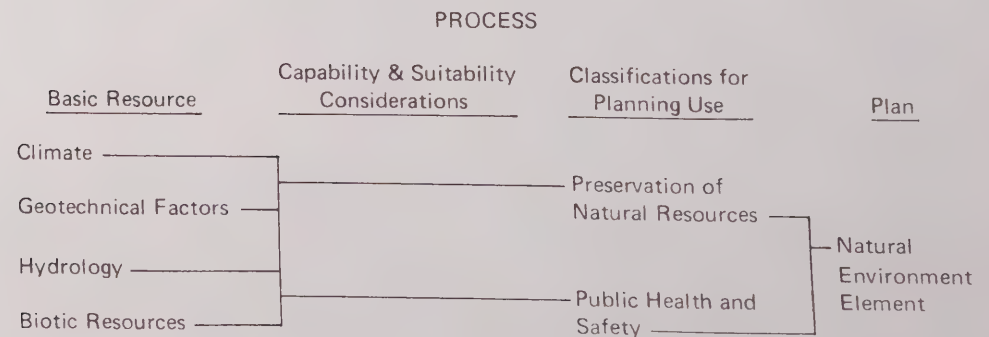 PROCESS
Basic Resource
Capability & Suitability
Considerations
Classifications for
Planning Use
Plan
Climate
Geotechnical Factors
Hydrology
Biotic Resources
Preservation of
Natural Resources
Public Health and
Safety
Natural
Environment
Element